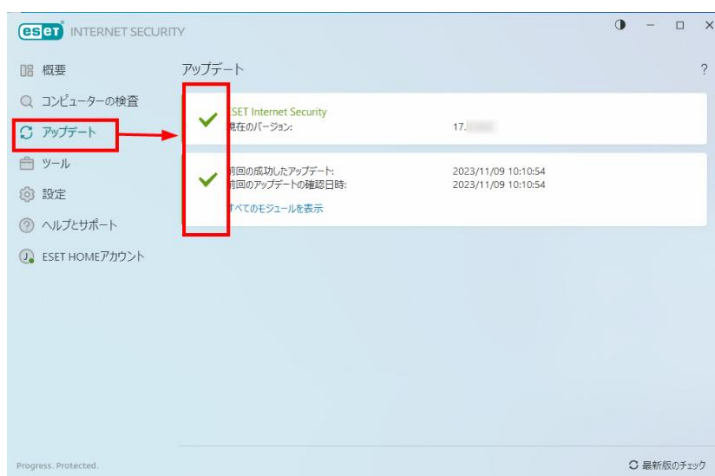 eset INTERNET SECURITY
概要
コンピューターの検査
アップデート
ツール
設定
ヘルプとサポート
ESET HOMEアカウント
アップデート
?
ESET Internet Security
現在のバージョン: 17.
前回の成功したアップデート: 2023/11/09 10:10:54
前回のアップデートの確認日時: 2023/11/09 10:10:54
すべてのモジュールを表示
Progress. Protected.
最新版のチェック